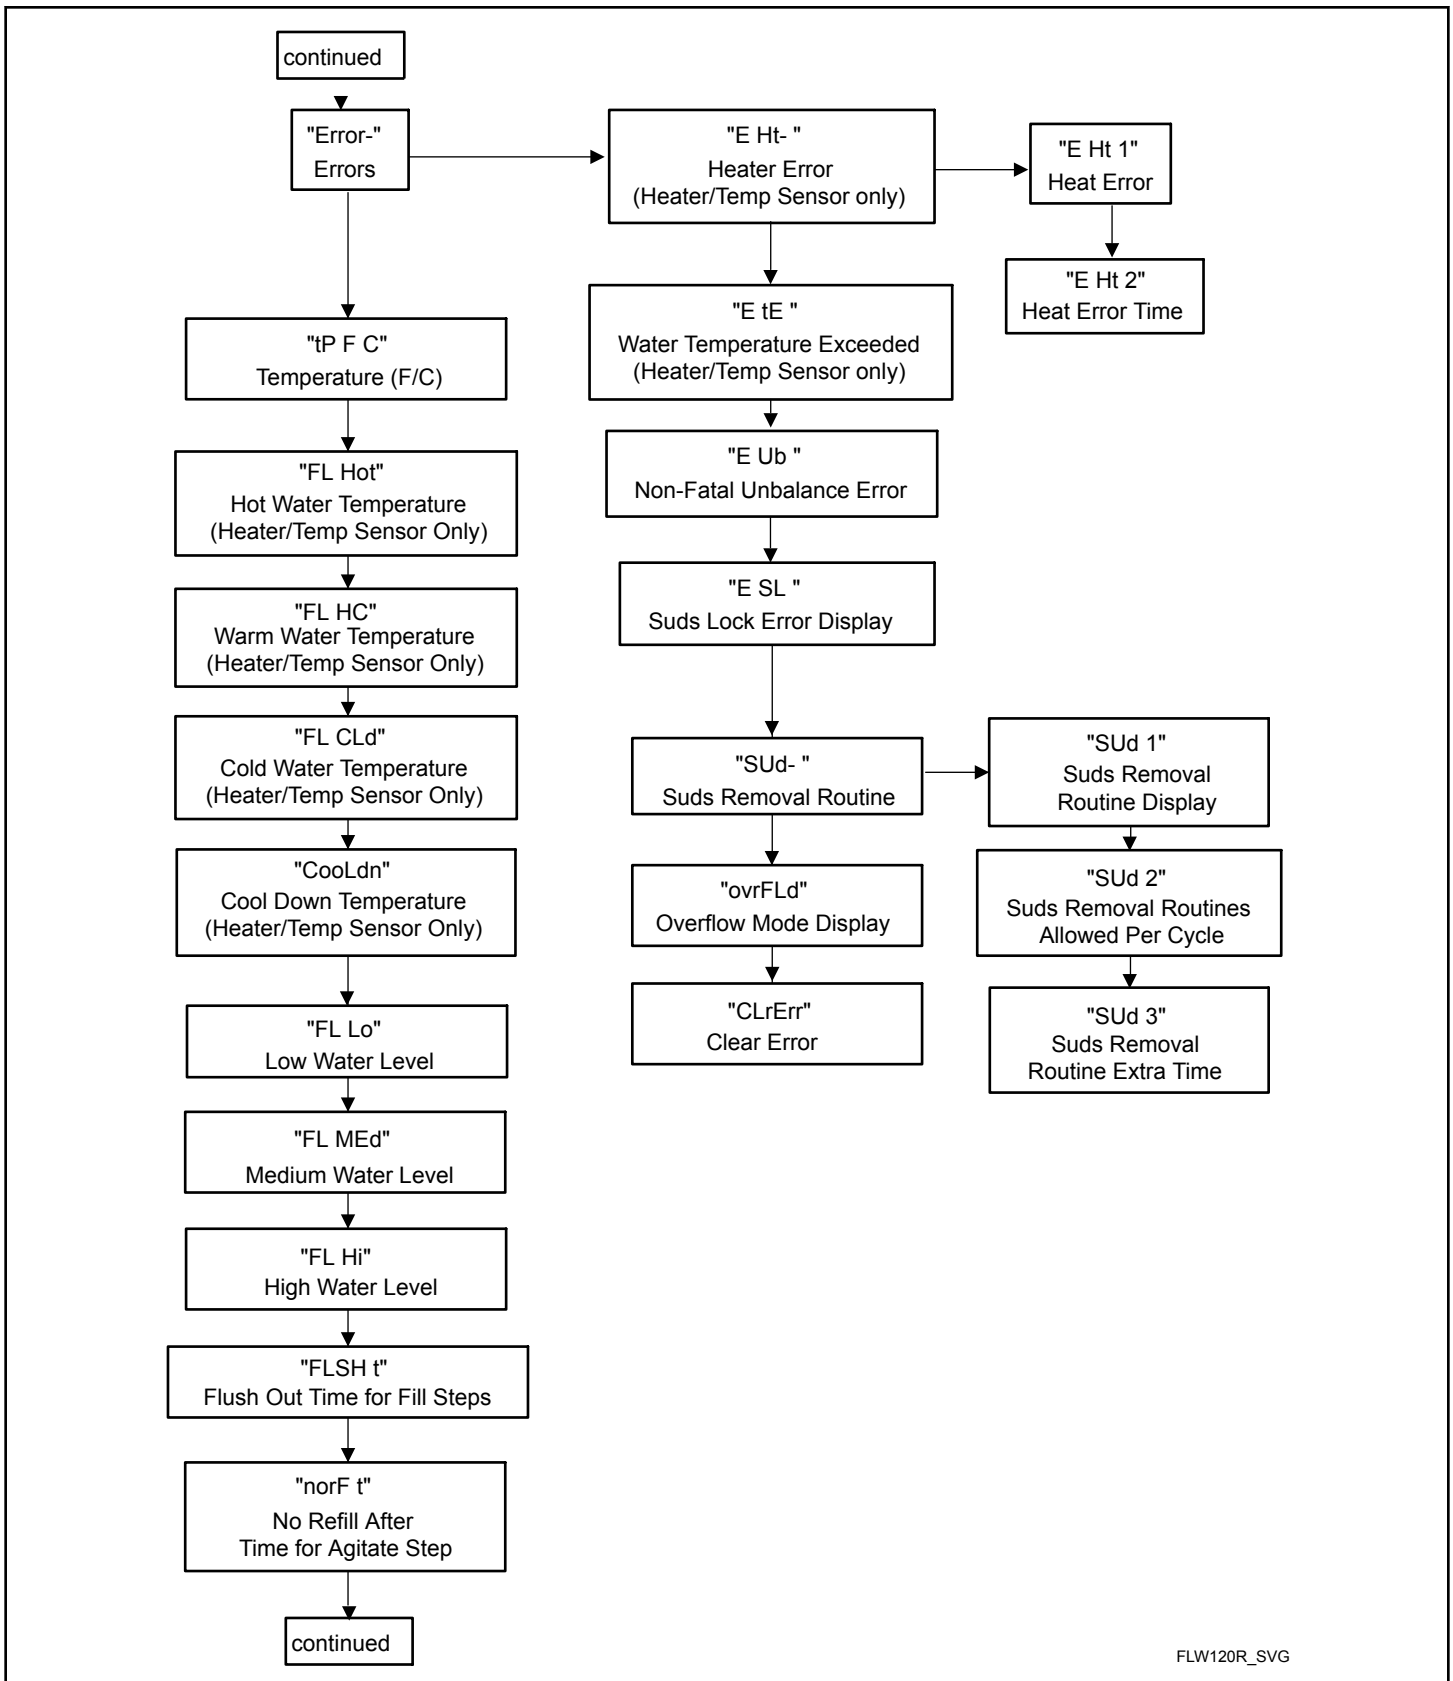 continued
"Error-"
Errors
"E Ht- "
Heater Error
(Heater/Temp Sensor only)
"E Ht 1"
Heat Error
"E Ht 2"
Heat Error Time
"E tE "
Water Temperature Exceeded
(Heater/Temp Sensor only)
"E Ub "
Non-Fatal Unbalance Error
"E SL "
Suds Lock Error Display
"SUd- "
Suds Removal Routine
"SUd 1"
Suds Removal
Routine Display
"SUd 2"
Suds Removal Routines
Allowed Per Cycle
"SUd 3"
Suds Removal
Routine Extra Time
"ovrFLd"
Overflow Mode Display
"CLrErr"
Clear Error
"tP F C"
Temperature (F/C)
"FL Hot"
Hot Water Temperature
(Heater/Temp Sensor Only)
"FL HC"
Warm Water Temperature
(Heater/Temp Sensor Only)
"FL CLd"
Cold Water Temperature
(Heater/Temp Sensor Only)
"CooLdn"
Cool Down Temperature
(Heater/Temp Sensor Only)
"FL Lo"
Low Water Level
"FL MEd"
Medium Water Level
"FL Hi"
High Water Level
"FLSH t"
Flush Out Time for Fill Steps
"norF t"
No Refill After
Time for Agitate Step
continued
FLW120R_SVG